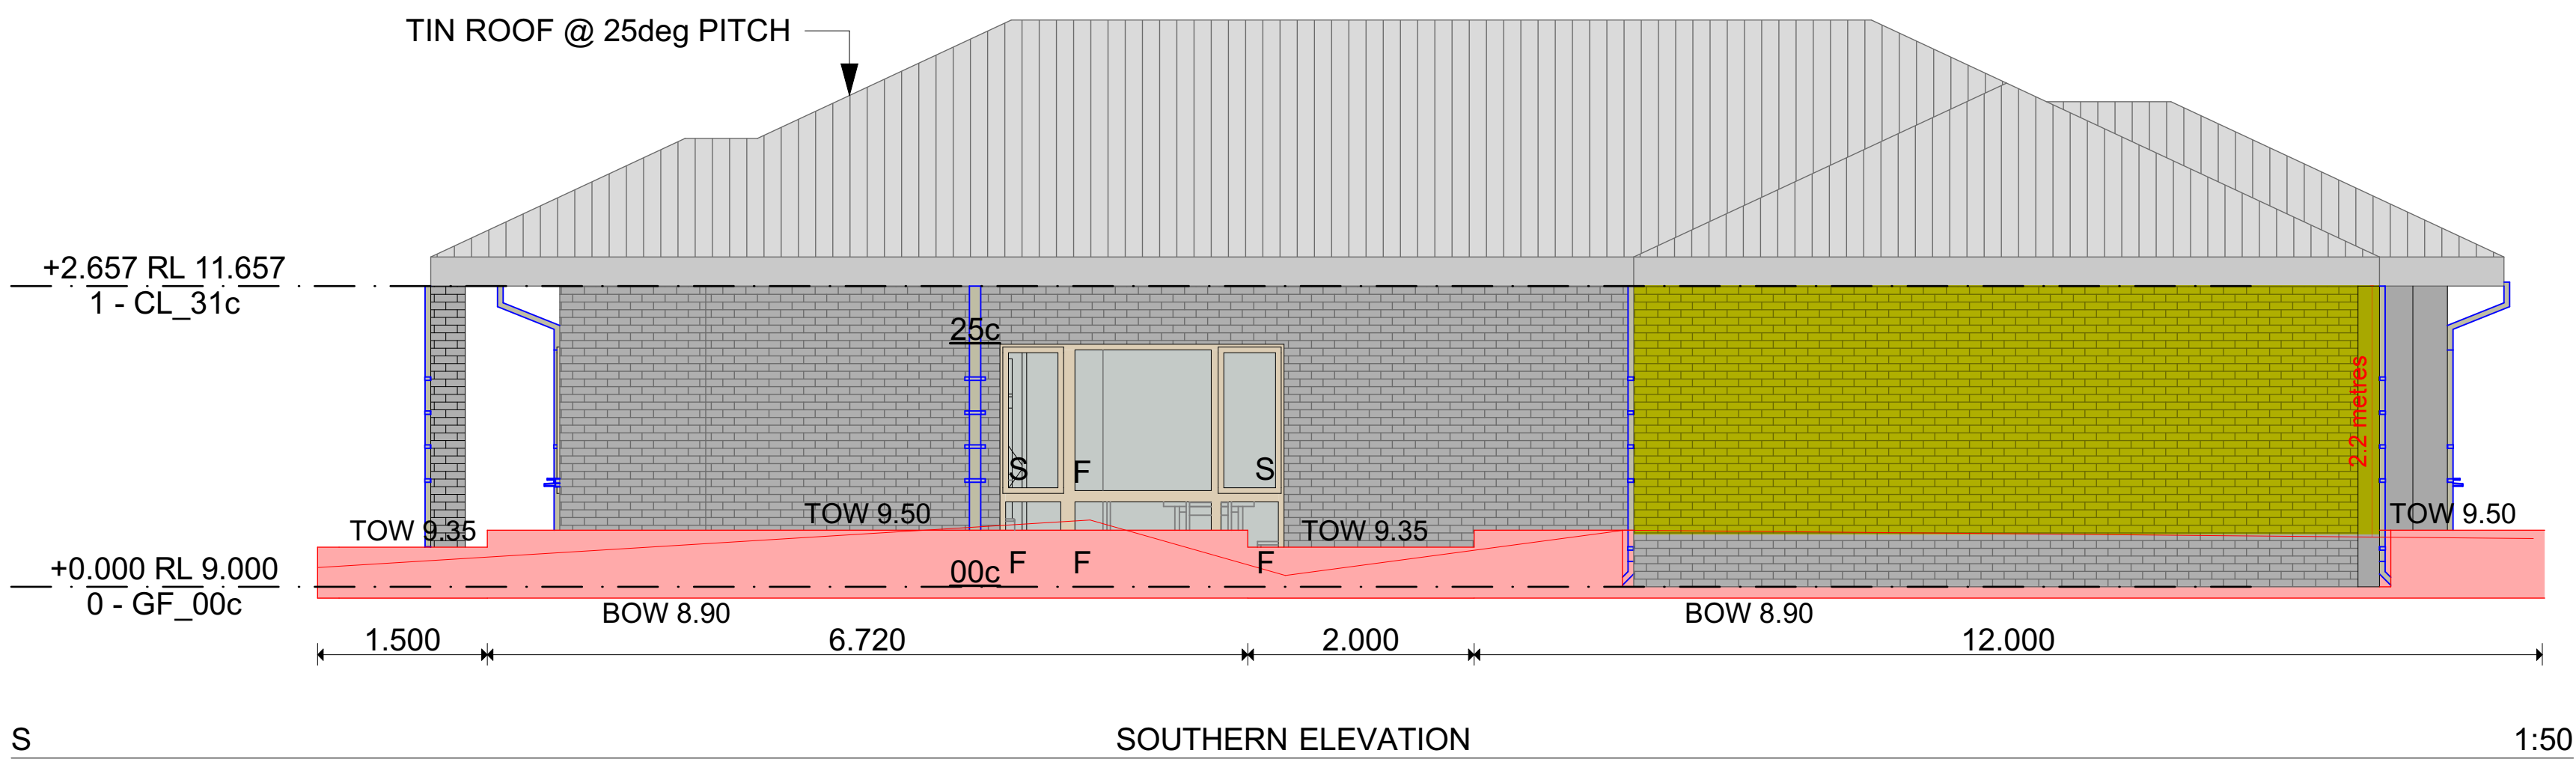 TIN ROOF @ 25deg PITCH
+2.657 RL 11.657
1 - CL_31c
25c
2.2 metres
S
F
S
TOW 9.35
TOW 9.50
TOW 9.35
TOW 9.50
+0.000 RL 9.000
0 - GF_00c
00c
F
F
F
BOW 8.90
BOW 8.90
1.500
6.720
2.000
12.000
S
SOUTHERN ELEVATION
1:50